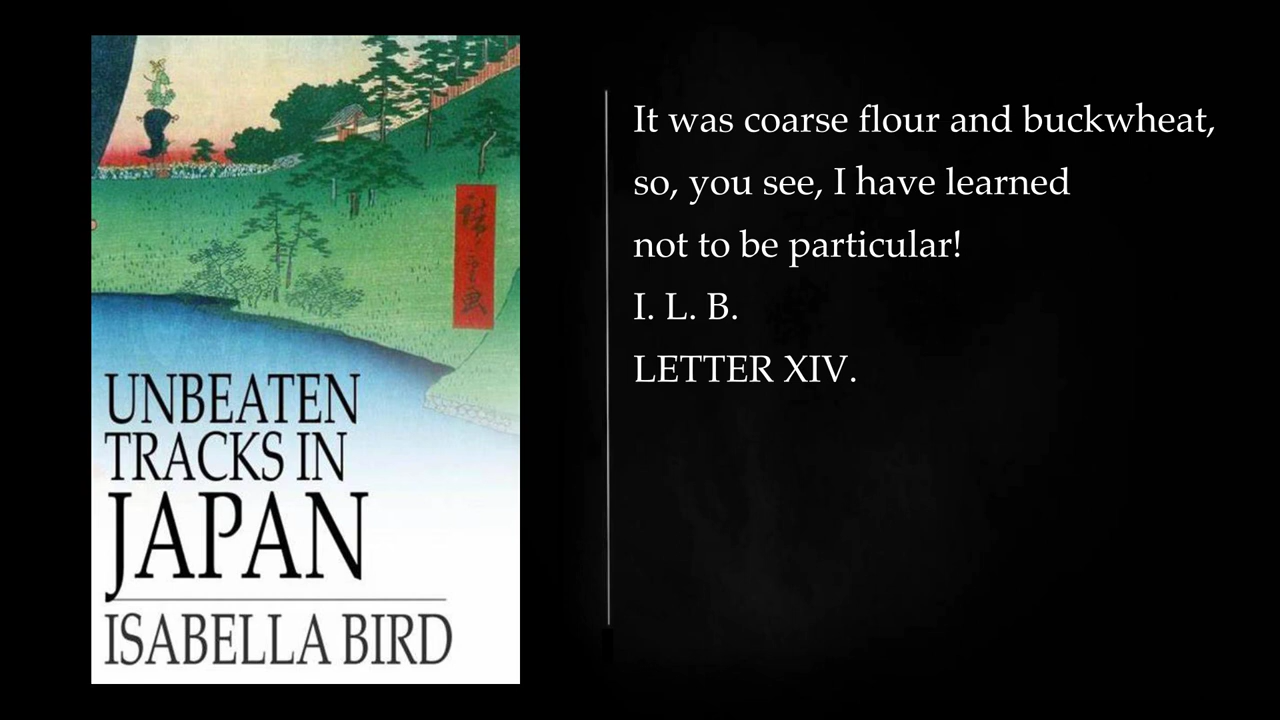 UNBEATEN
TRACKS IN
JAPAN
ISABELLA BIRD
It was coarse flour and buckwheat,
so, you see, I have learned
not to be particular!
I. L. B.
LETTER XIV.